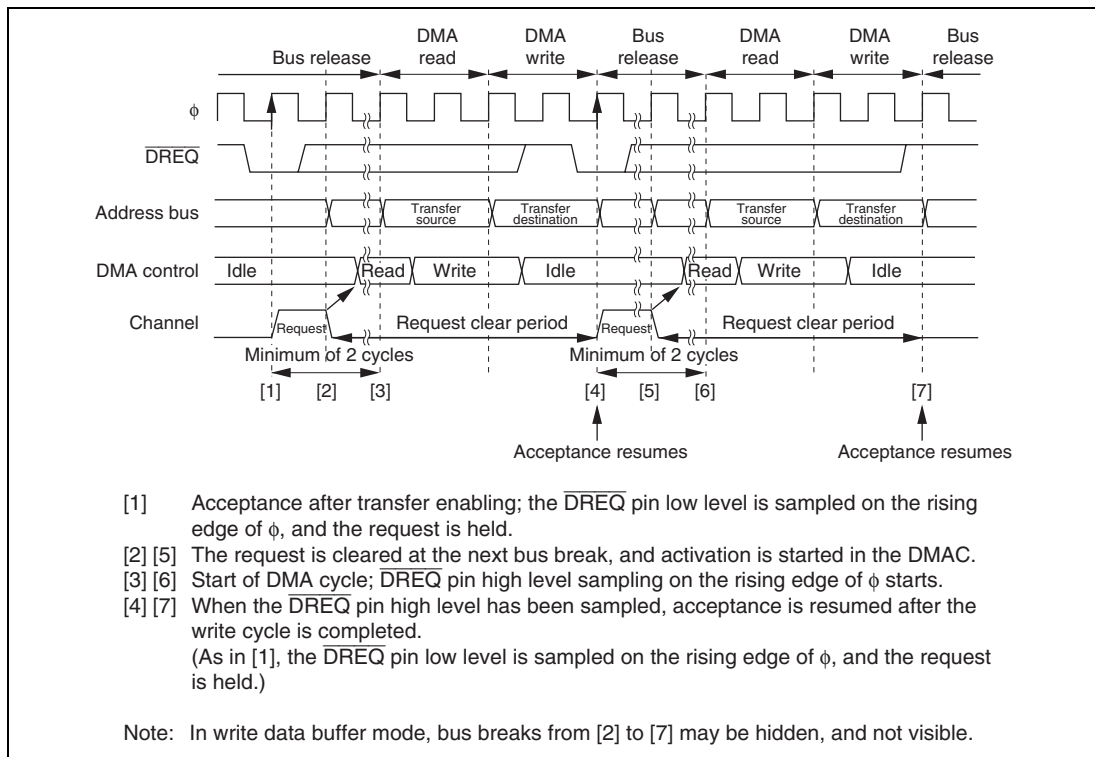 DMA DMA Bus DMA DMA Bus
Bus release read write release read write release
φ
DREQ
Address bus Transfer source Transfer destination Transfer source Transfer destination
DMA control Idle Read Write Idle Read Write Idle
Channel Request Request clear period Request Request clear period
Minimum of 2 cycles Minimum of 2 cycles
[1] [2] [3] [4] [5] [6] [7]
Acceptance resumes Acceptance resumes
[1] Acceptance after transfer enabling; the DREQ pin low level is sampled on the rising
edge of φ, and the request is held.
[2] [5] The request is cleared at the next bus break, and activation is started in the DMAC.
[3] [6] Start of DMA cycle; DREQ pin high level sampling on the rising edge of φ starts.
[4] [7] When the DREQ pin high level has been sampled, acceptance is resumed after the
write cycle is completed.
(As in [1], the DREQ pin low level is sampled on the rising edge of φ, and the request
is held.)
Note: In write data buffer mode, bus breaks from [2] to [7] may be hidden, and not visible.